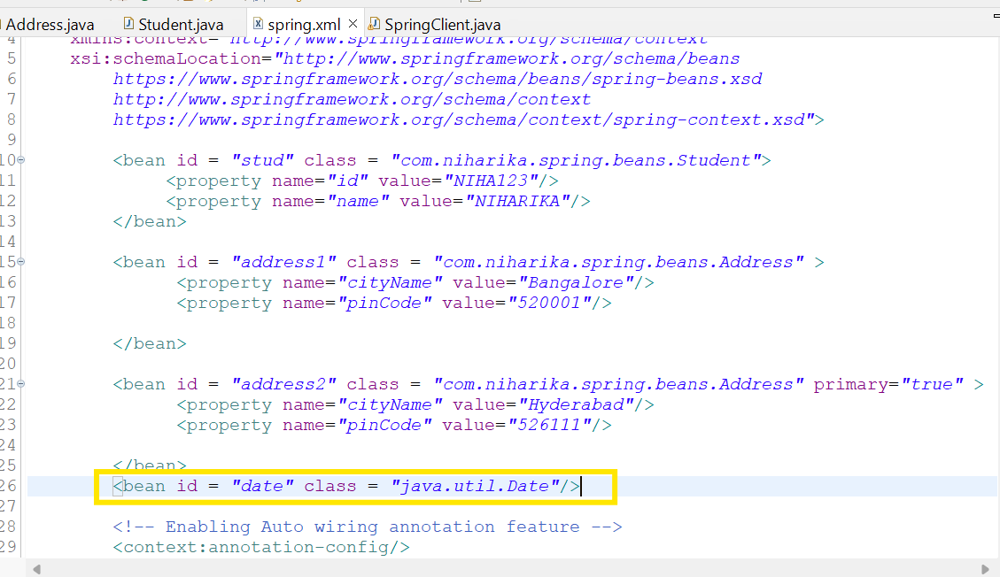 Address.java Student.java spring.xml SpringClient.java
4 xmlns:context="http://www.springframework.org/schema/context"
5 xsi:schemaLocation="http://www.springframework.org/schema/beans
6 https://www.springframework.org/schema/beans/spring-beans.xsd
7 http://www.springframework.org/schema/context
8 https://www.springframework.org/schema/context/spring-context.xsd">
9
10 <bean id = "stud" class = "com.niharika.spring.beans.Student">
11 <property name="id" value="NIHA123"/>
12 <property name="name" value="NIHARIKA"/>
13 </bean>
14
15 <bean id = "address1" class = "com.niharika.spring.beans.Address" >
16 <property name="cityName" value="Bangalore"/>
17 <property name="pinCode" value="520001"/>
18
19 </bean>
20
21 <bean id = "address2" class = "com.niharika.spring.beans.Address" primary="true" >
22 <property name="cityName" value="Hyderabad"/>
23 <property name="pinCode" value="526111"/>
24
25 </bean>
26 <bean id = "date" class = "java.util.Date"/>
27
28 <!-- Enabling Auto wiring annotation feature -->
29 <context:annotation-config/>